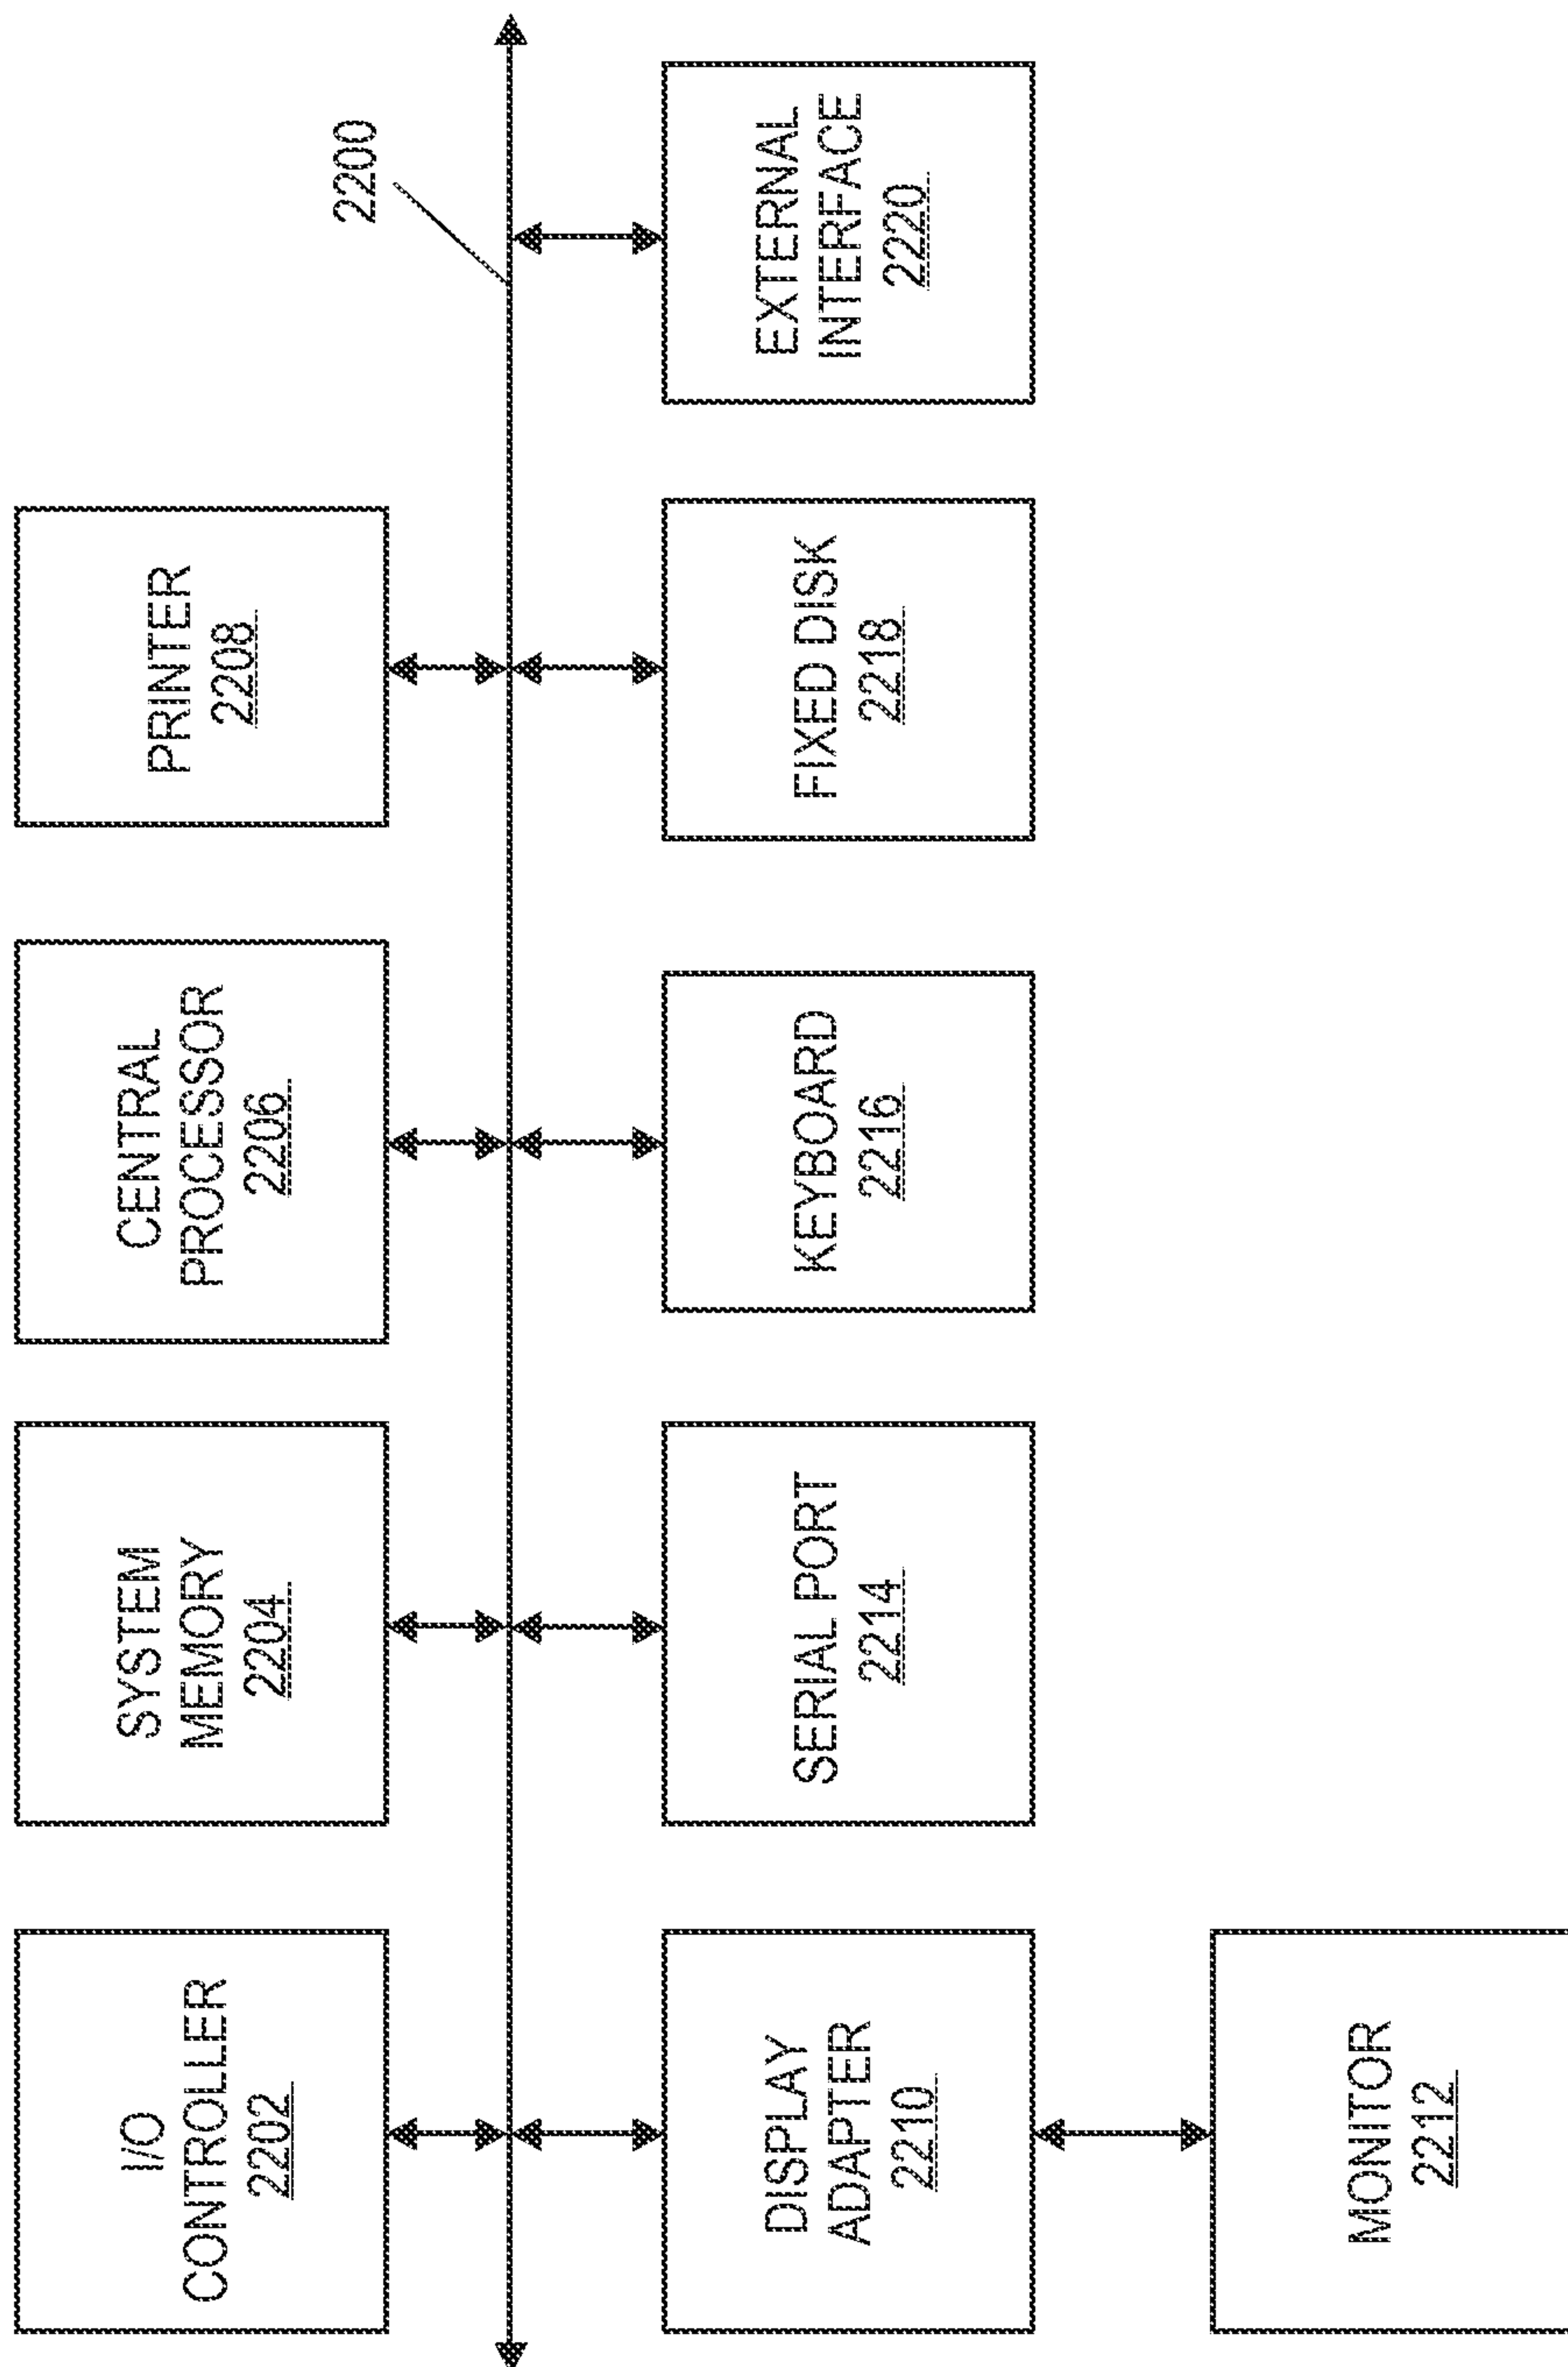 I/O
CONTROLLER
2202
SYSTEM
MEMORY
2204
CENTRAL
PROCESSOR
2206
PRINTER
2208
2200
DISPLAY
ADAPTER
2210
SERIAL PORT
2214
KEYBOARD
2216
FIXED DISK
2218
EXTERNAL
INTERFACE
2220
MONITOR
2212